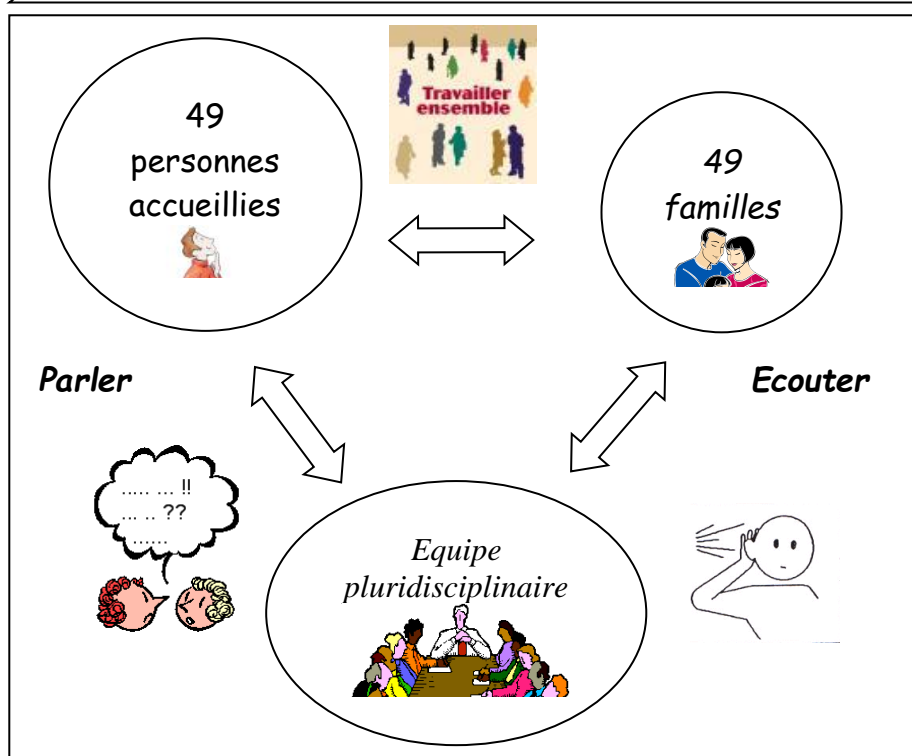 49
personnes
accueillies
Travailler
ensemble
49
familles
Parler
Ecouter
..... ... !!
... .. ??
......
Equipe
pluridisciplinaire